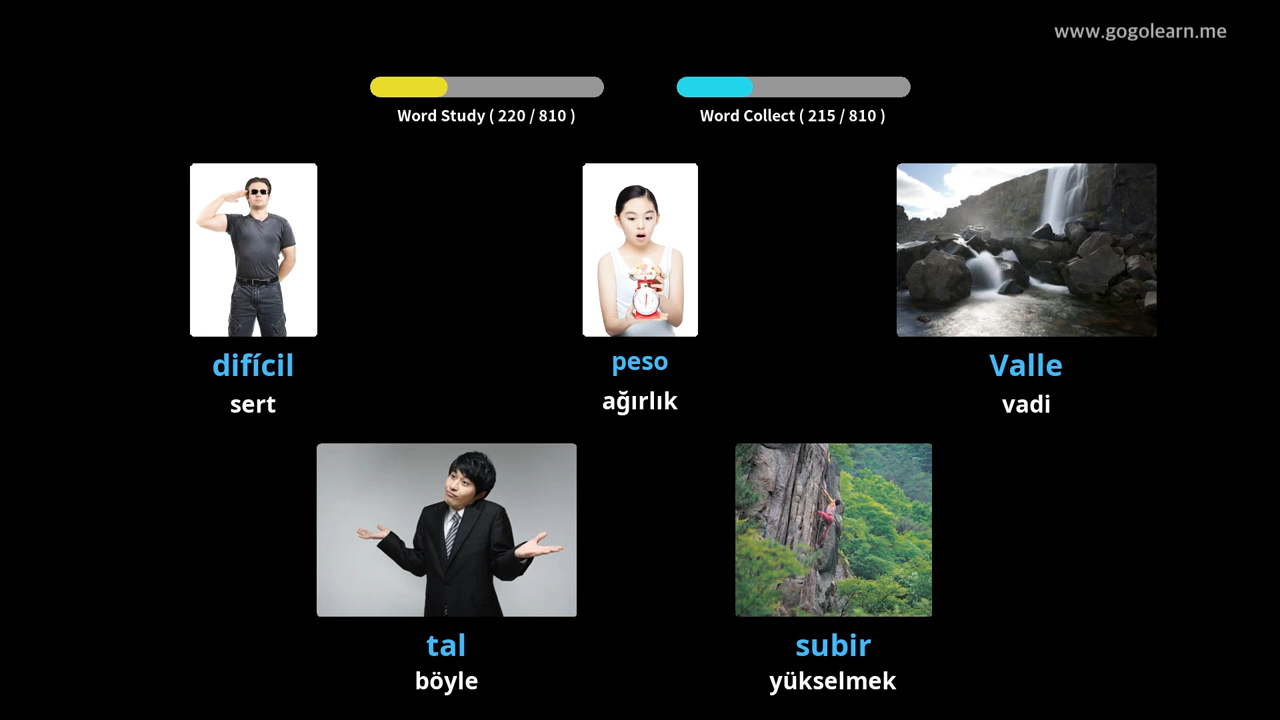 www.gogolearn.me
Word Study ( 220 / 810 )
Word Collect ( 215 / 810 )
difícil
sert
peso
ağırlık
Valle
vadi
tal
böyle
subir
yükselmek